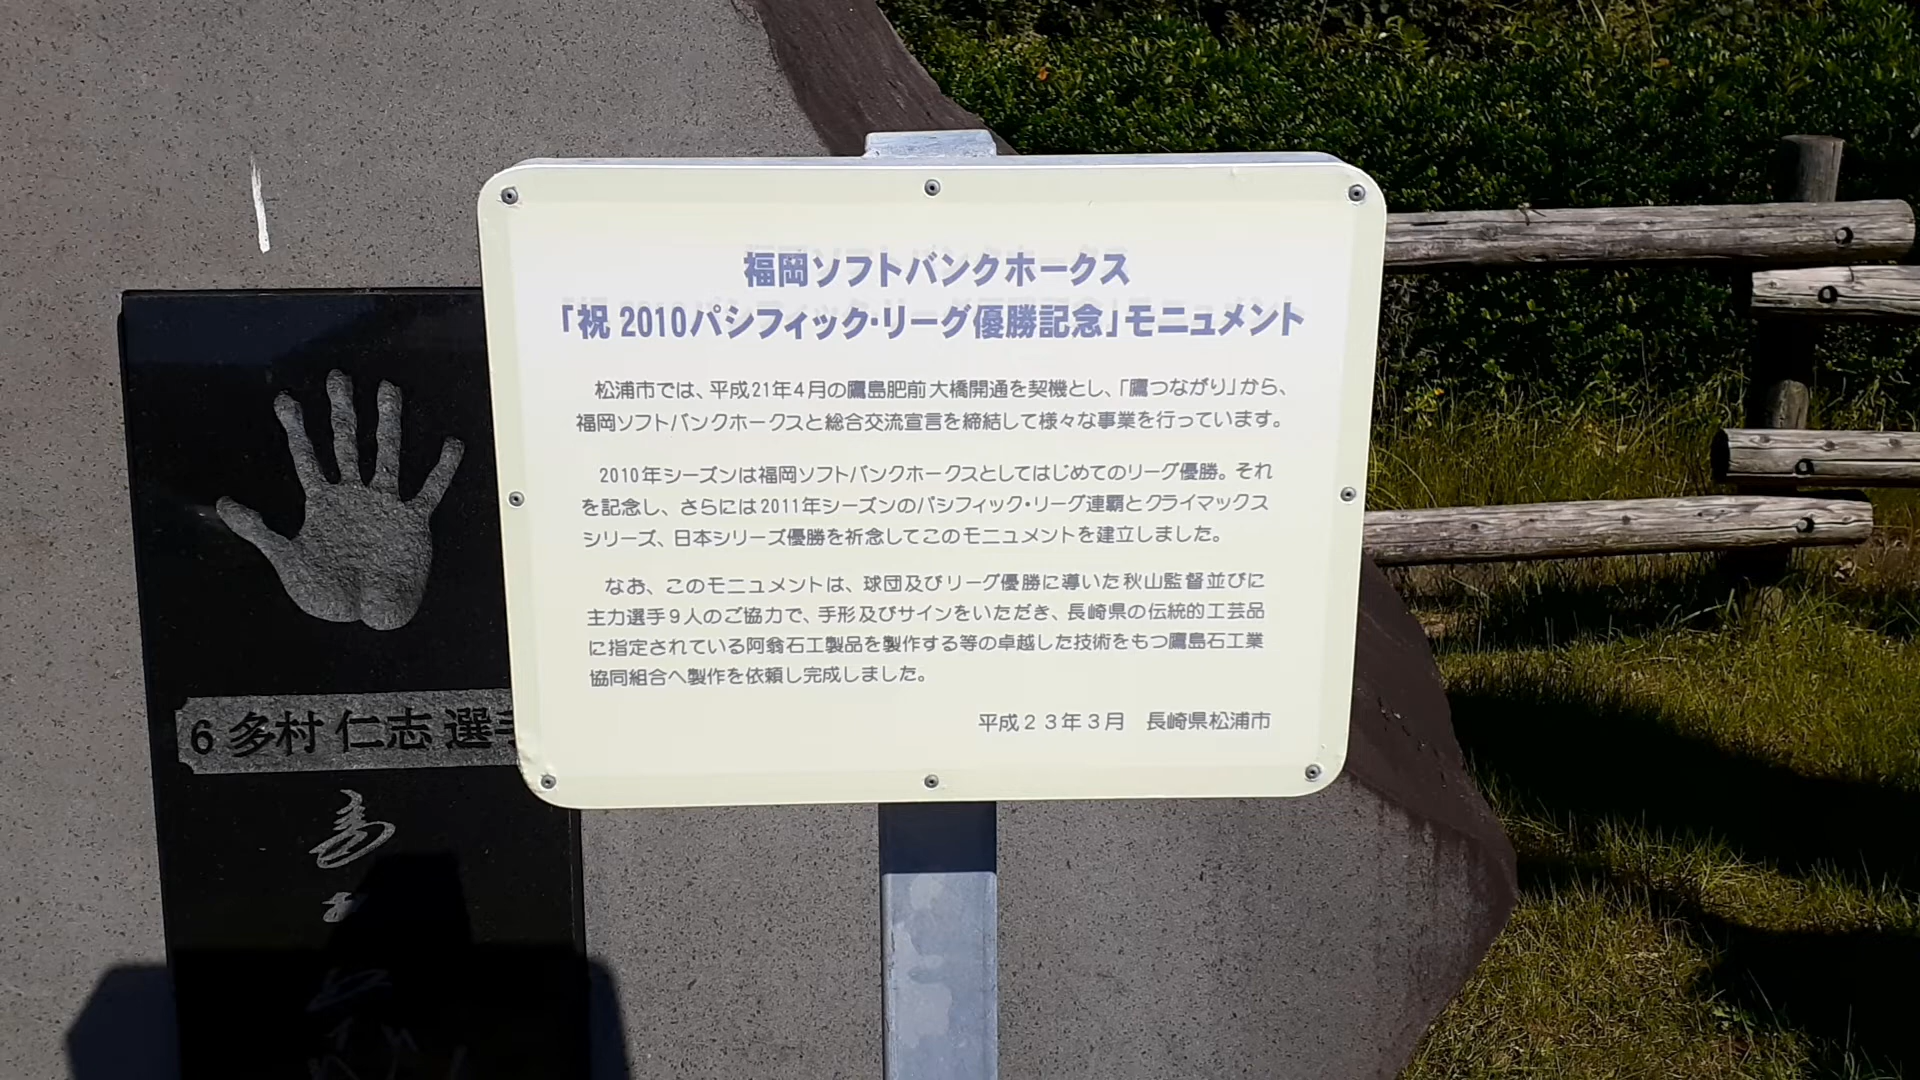 福岡ソフトバンクホークス
「祝 2010パシフィック・リーグ優勝記念」モニュメント
松浦市では、平成21年4月の鷹島肥前大橋開通を契機とし、「鷹つながり」から、
福岡ソフトバンクホークスと総合交流宣言を締結して様々な事業を行っています。
2010年シーズンは福岡ソフトバンクホークスとしてはじめてのリーグ優勝。それ
を記念し、さらには2011年シーズンのパシフィック・リーグ連覇とクライマックス
シリーズ、日本シリーズ優勝を祈念してこのモニュメントを建立しました。
なお、このモニュメントは、球団及びリーグ優勝に導いた秋山監督並びに
主力選手9人のご協力で、手形及びサインをいただき、長崎県の伝統的工芸品
に指定されている阿翁石工製品を製作する等の卓越した技術をもつ鷹島石工業
協同組合へ製作を依頼し完成しました。
平成23年3月 長崎県松浦市
6 多村 仁志 選手